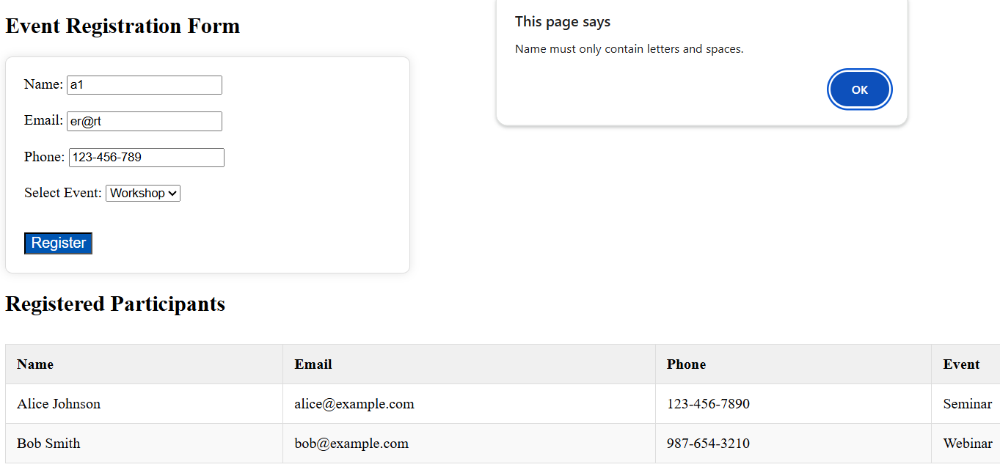 Event Registration Form
Name: a1
Email: er@rt
Phone: 123-456-789
Select Event: Workshop
Register
This page says
Name must only contain letters and spaces.
OK
Registered Participants
Name Email Phone Event
Alice Johnson alice@example.com 123-456-7890 Seminar
Bob Smith bob@example.com 987-654-3210 Webinar